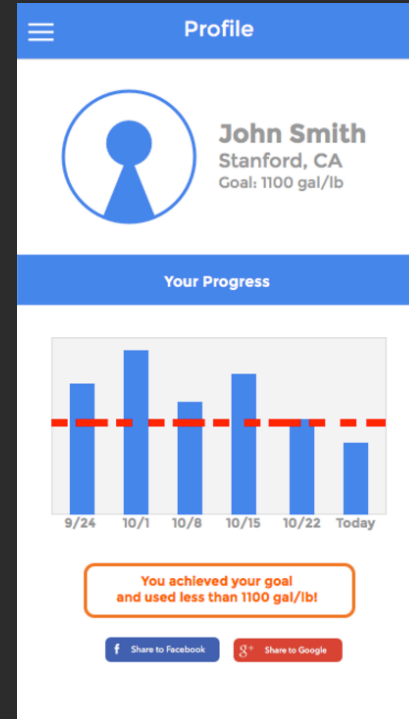 Profile
John Smith
Stanford, CA
Goal: 1100 gal/lb
Your Progress
9/24 10/1 10/8 10/15 10/22 Today
You achieved your goal
and used less than 1100 gal/lb!
f Share to Facebook
g+ Share to Google